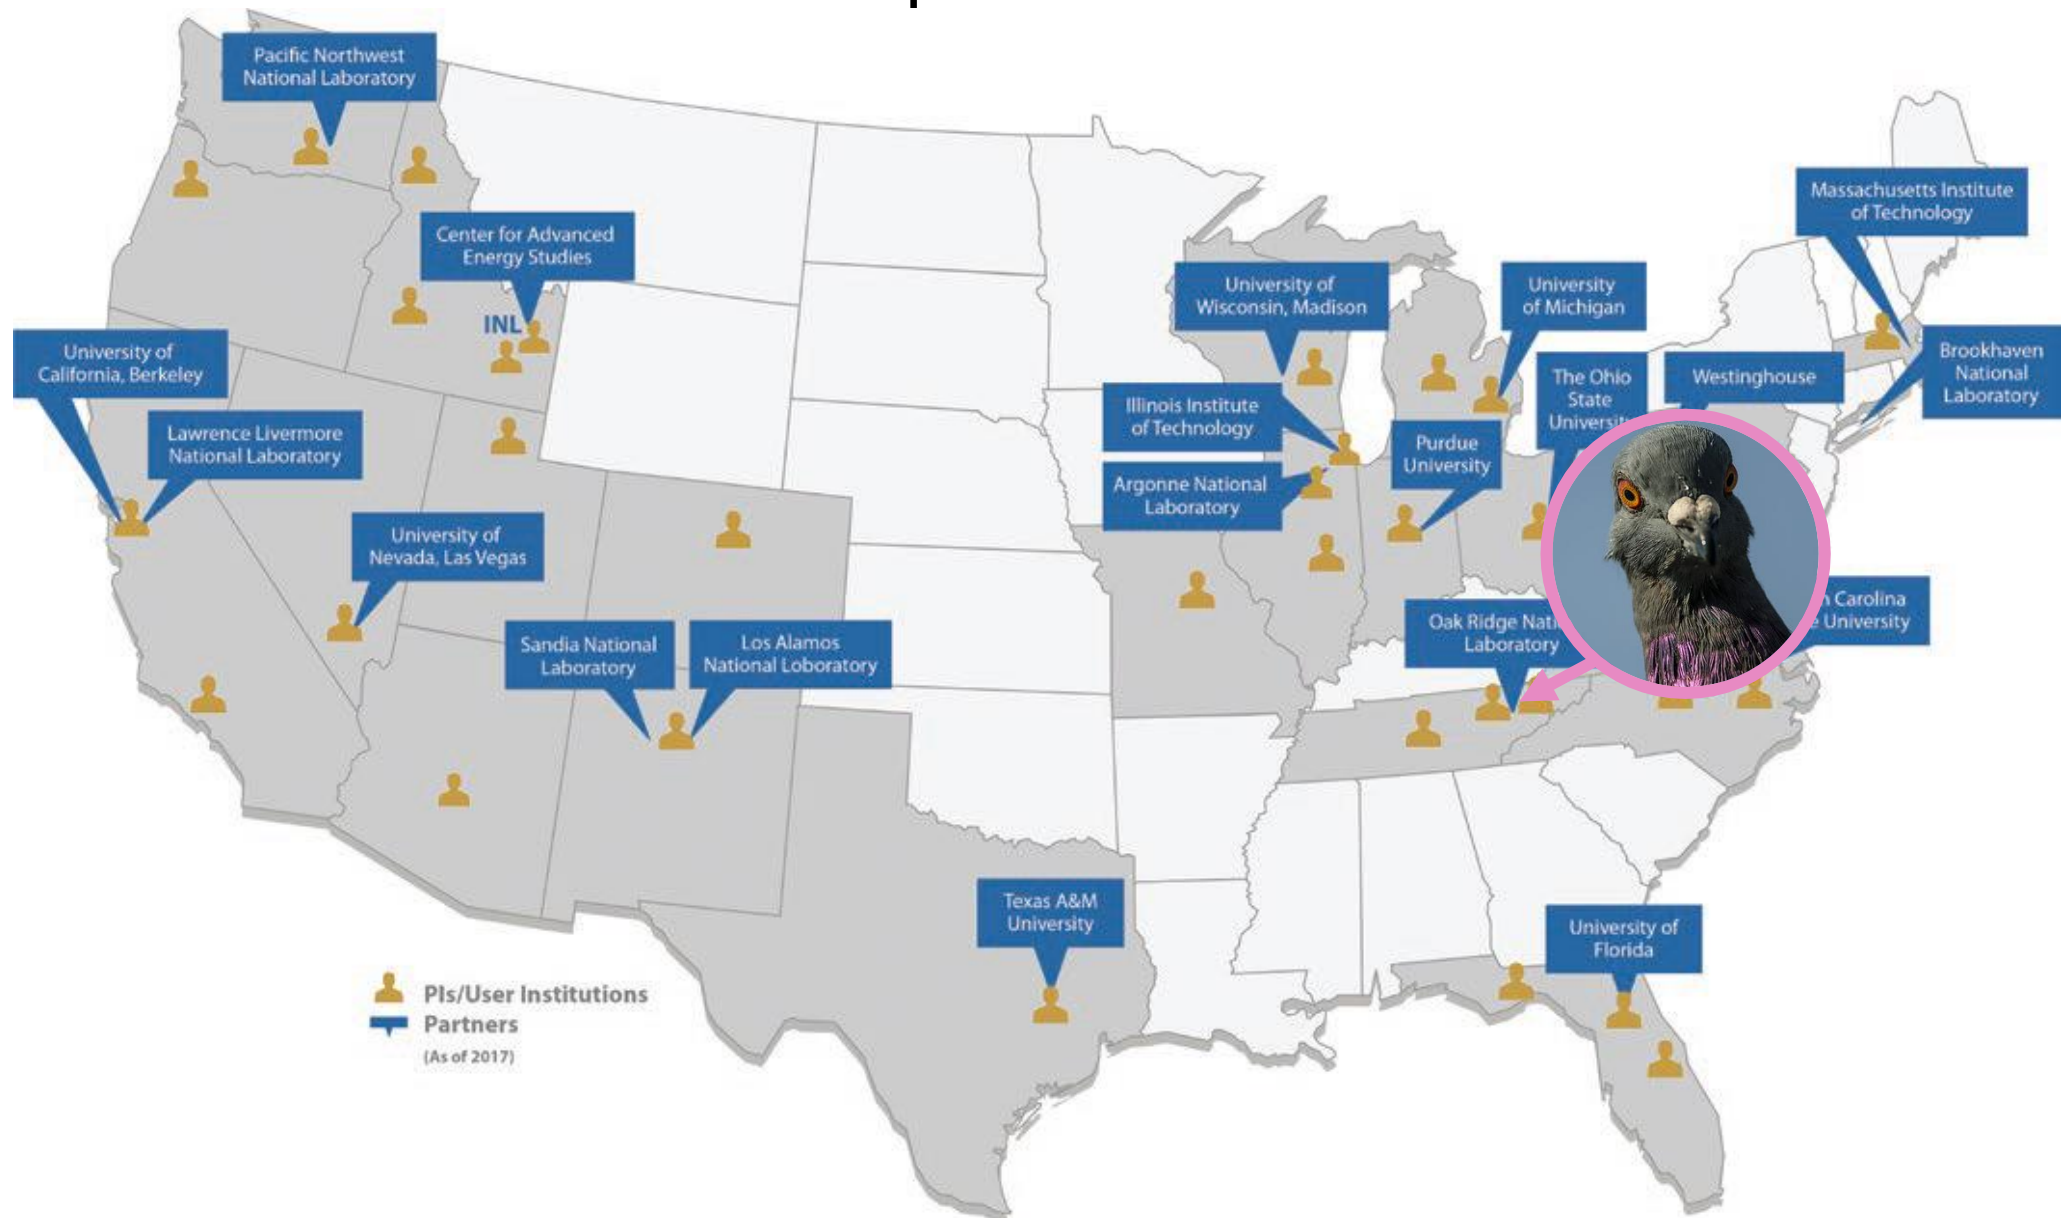 Pacific Northwest
National Laboratory
Center for Advanced
Energy Studies
INL
University of
California, Berkeley
Lawrence Livermore
National Laboratory
University of
Nevada, Las Vegas
Sandia National
Laboratory
Los Alamos
National Loboratory
University of
Wisconsin, Madison
University
of Michigan
Illinois Institute
of Technology
Argonne National
Laboratory
Purdue
University
The Ohio
State
Westinghouse
Massachusetts Institute
of Technology
Brookhaven
National
Laboratory
Oak Ridge
Laboratory
Carolina
University
Texas A&M
University
University of
Florida
PIs/User Institutions
Partners
(As of 2017)